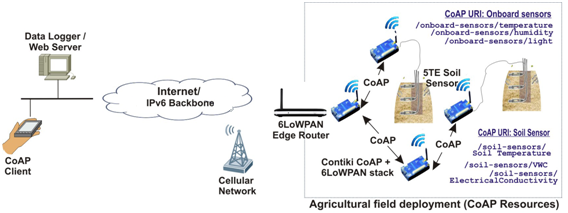 Data Logger /
Web Server
CoAP
Client
Internet/
IPv6 Backbone
Cellular
Network
6LoWPAN
Edge Router
CoAP
CoAP
CoAP
Contiki CoAP +
6LoWPAN stack
5TE Soil
Sensor
CoAP URI: Onboard sensors
/onboard-sensors/temperature
/onboard-sensors/humidity
/onboard-sensors/light
CoAP URI: Soil Sensor
/soil-sensors/
Soil Temperature
/soil-sensors/VWC
/soil-sensors/
ElectricalConductivity
Agricultural field deployment (CoAP Resources)